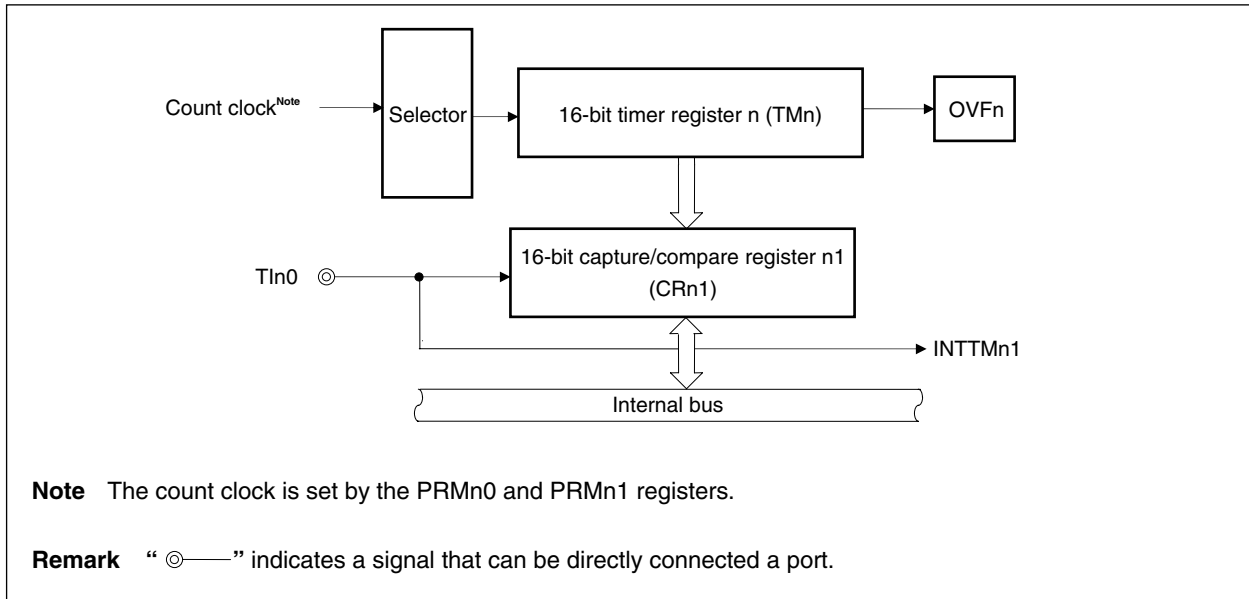 Count clockNote
Selector
16-bit timer register n (TMn)
OVFn
16-bit capture/compare register n1
(CRn1)
TIn0
INTTMn1
Internal bus
Note The count clock is set by the PRMn0 and PRMn1 registers.
Remark “ ” indicates a signal that can be directly connected a port.